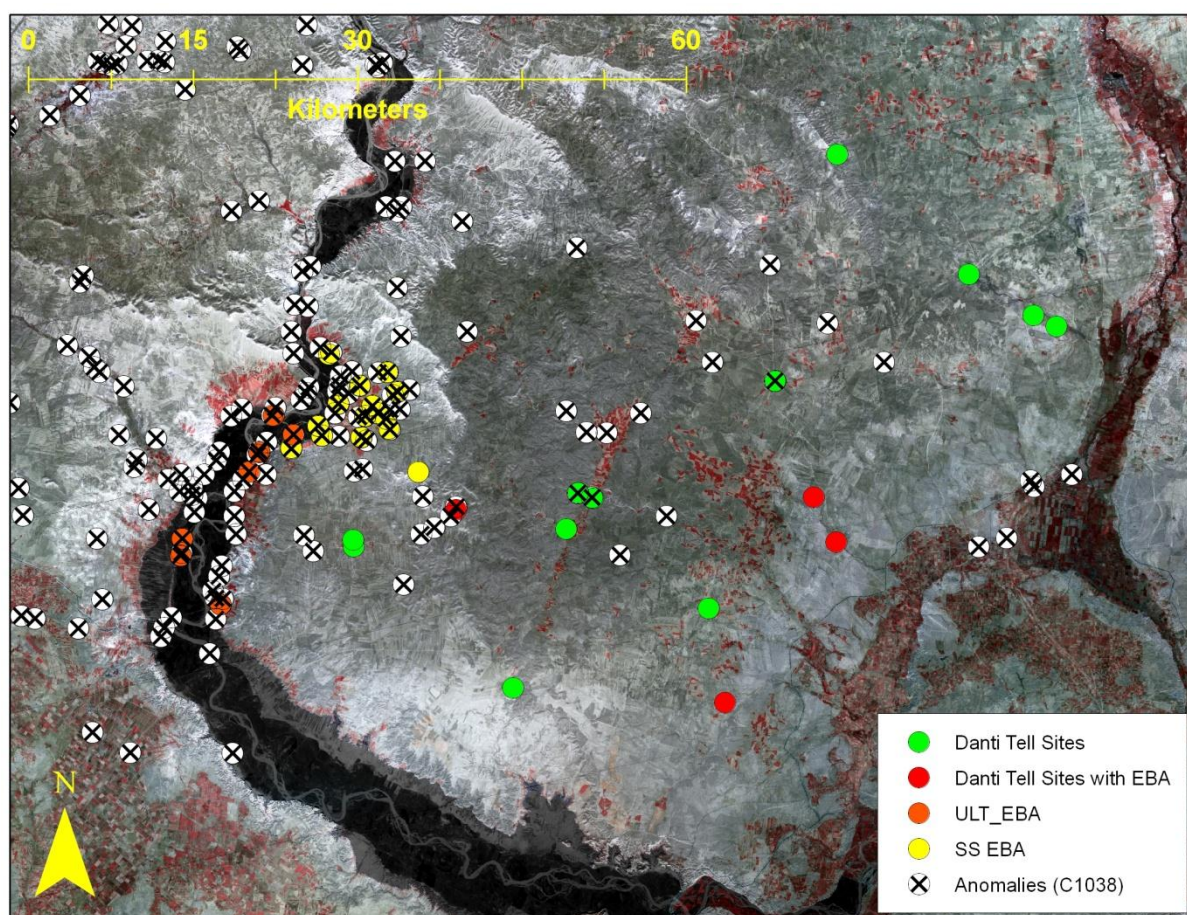 0 15 30 60
Kilometers
N
Danti Tell Sites
Danti Tell Sites with EBA
ULT_EBA
SS EBA
Anomalies (C1038)